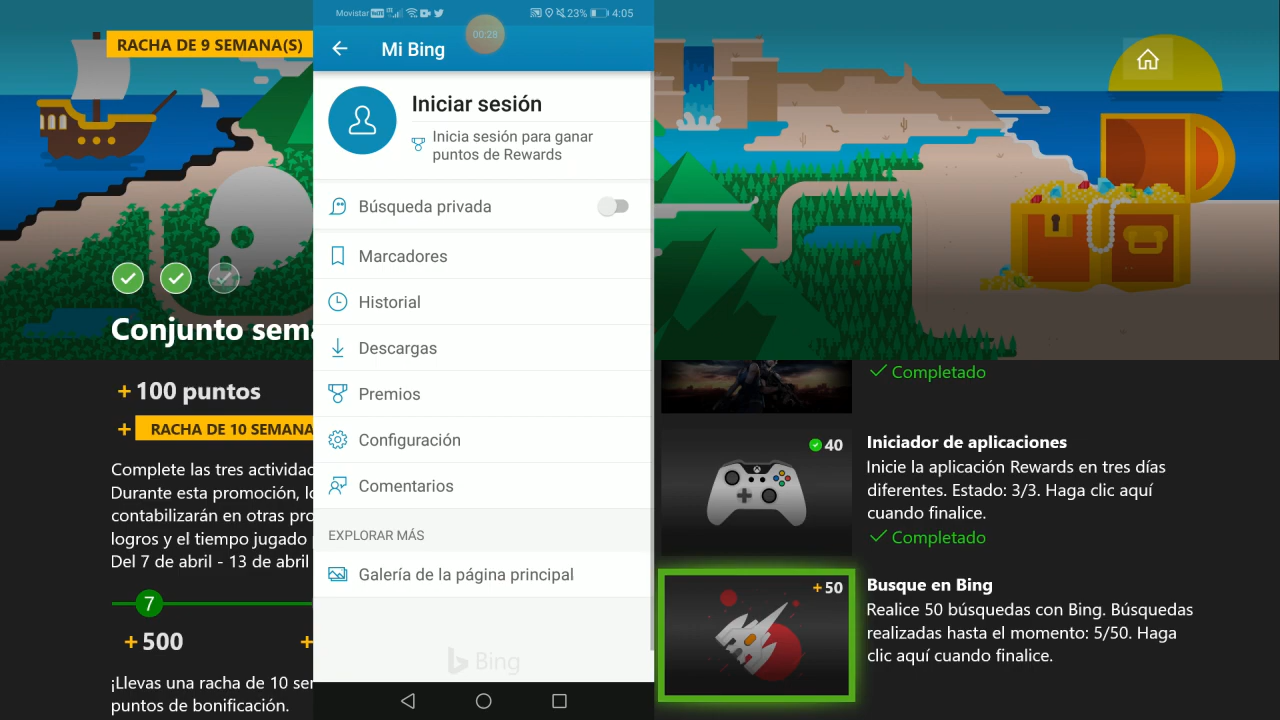 RACHA DE 9 SEMANA(S)
Conjunto sema
+100 puntos
+ RACHA DE 10 SEMANA
Complete las tres actividad
Durante esta promoción, lo
contabilizarán en otras pro
logros y el tiempo jugado
Del 7 de abril - 13 de abril
7
+500
+
¡Llevas una racha de 10 ser
puntos de bonificación.
Movistar
23% 4:05
00:28
Mi Bing
Iniciar sesión
Inicia sesión para ganar
puntos de Rewards
Búsqueda privada
Marcadores
Historial
Descargas
Premios
Configuración
Comentarios
EXPLORAR MÁS
Galería de la página principal
Bing
Completado
40
Iniciador de aplicaciones
Inicie la aplicación Rewards en tres días
diferentes. Estado: 3/3. Haga clic aquí
cuando finalice.
Completado
+50
Busque en Bing
Realice 50 búsquedas con Bing. Búsquedas
realizadas hasta el momento: 5/50. Haga
clic aquí cuando finalice.